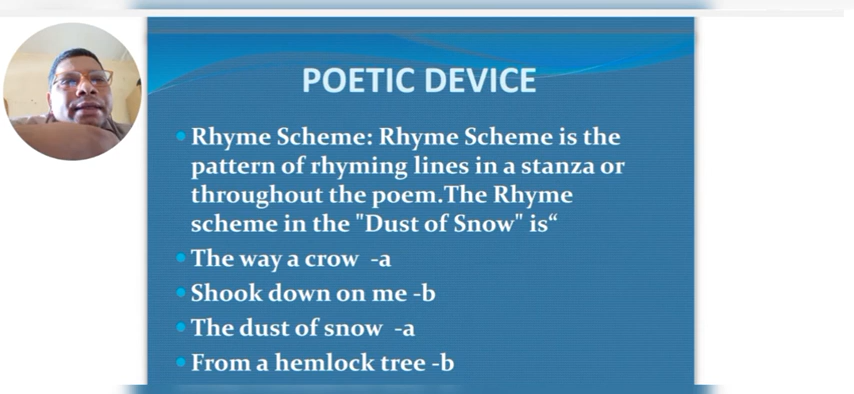 POETIC DEVICE
Rhyme Scheme: Rhyme Scheme is the
pattern of rhyming lines in a stanza or
throughout the poem.The Rhyme
scheme in the "Dust of Snow" is“
The way a crow -a
Shook down on me -b
The dust of snow -a
From a hemlock tree -b